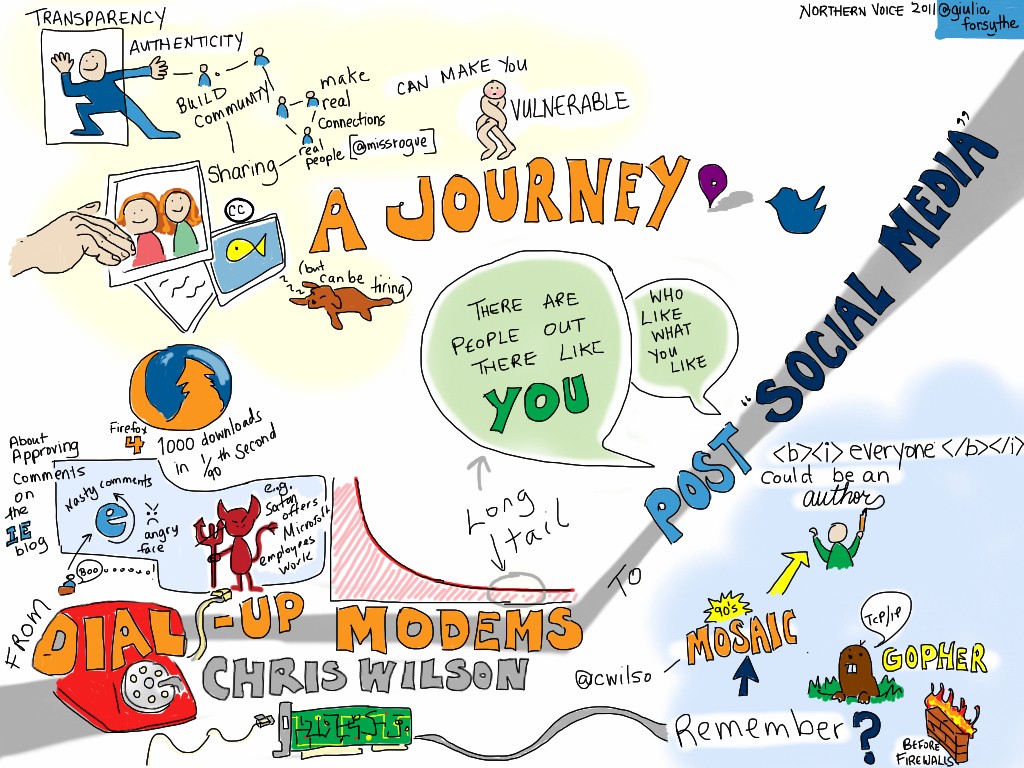 NORTHERN VOICE 2011
@giulia
forsythe
TRANSPARENCY
AUTHENTICITY
BUILD
COMMUNITY
make
real
connections
real
people [@missrogue]
Sharing
CAN MAKE YOU
VULNERABLE
cc
(but
can be
tiring)
A JOURNEY
THERE ARE
PEOPLE OUT
THERE LIKE
YOU
WHO
LIKE
WHAT
YOU
LIKE
Long
tail
Firefox
4
1000 downloads
in 1/90 th Second
About
Approving
Comments
on
the
IE
blog
Nasty comments
e
angry
face
Boo.......!
e.g.
Satan
offers
Microsoft
employees
work
FROM
DIAL-UP MODEMS
TO
POST "SOCIAL MEDIA"
CHRIS WILSON
@cwilso
<b><i> everyone </b></i>
could be an
author
90's
MOSAIC
TCP/IP
GOPHER
Remember?
BEFORE
FIREWALLS